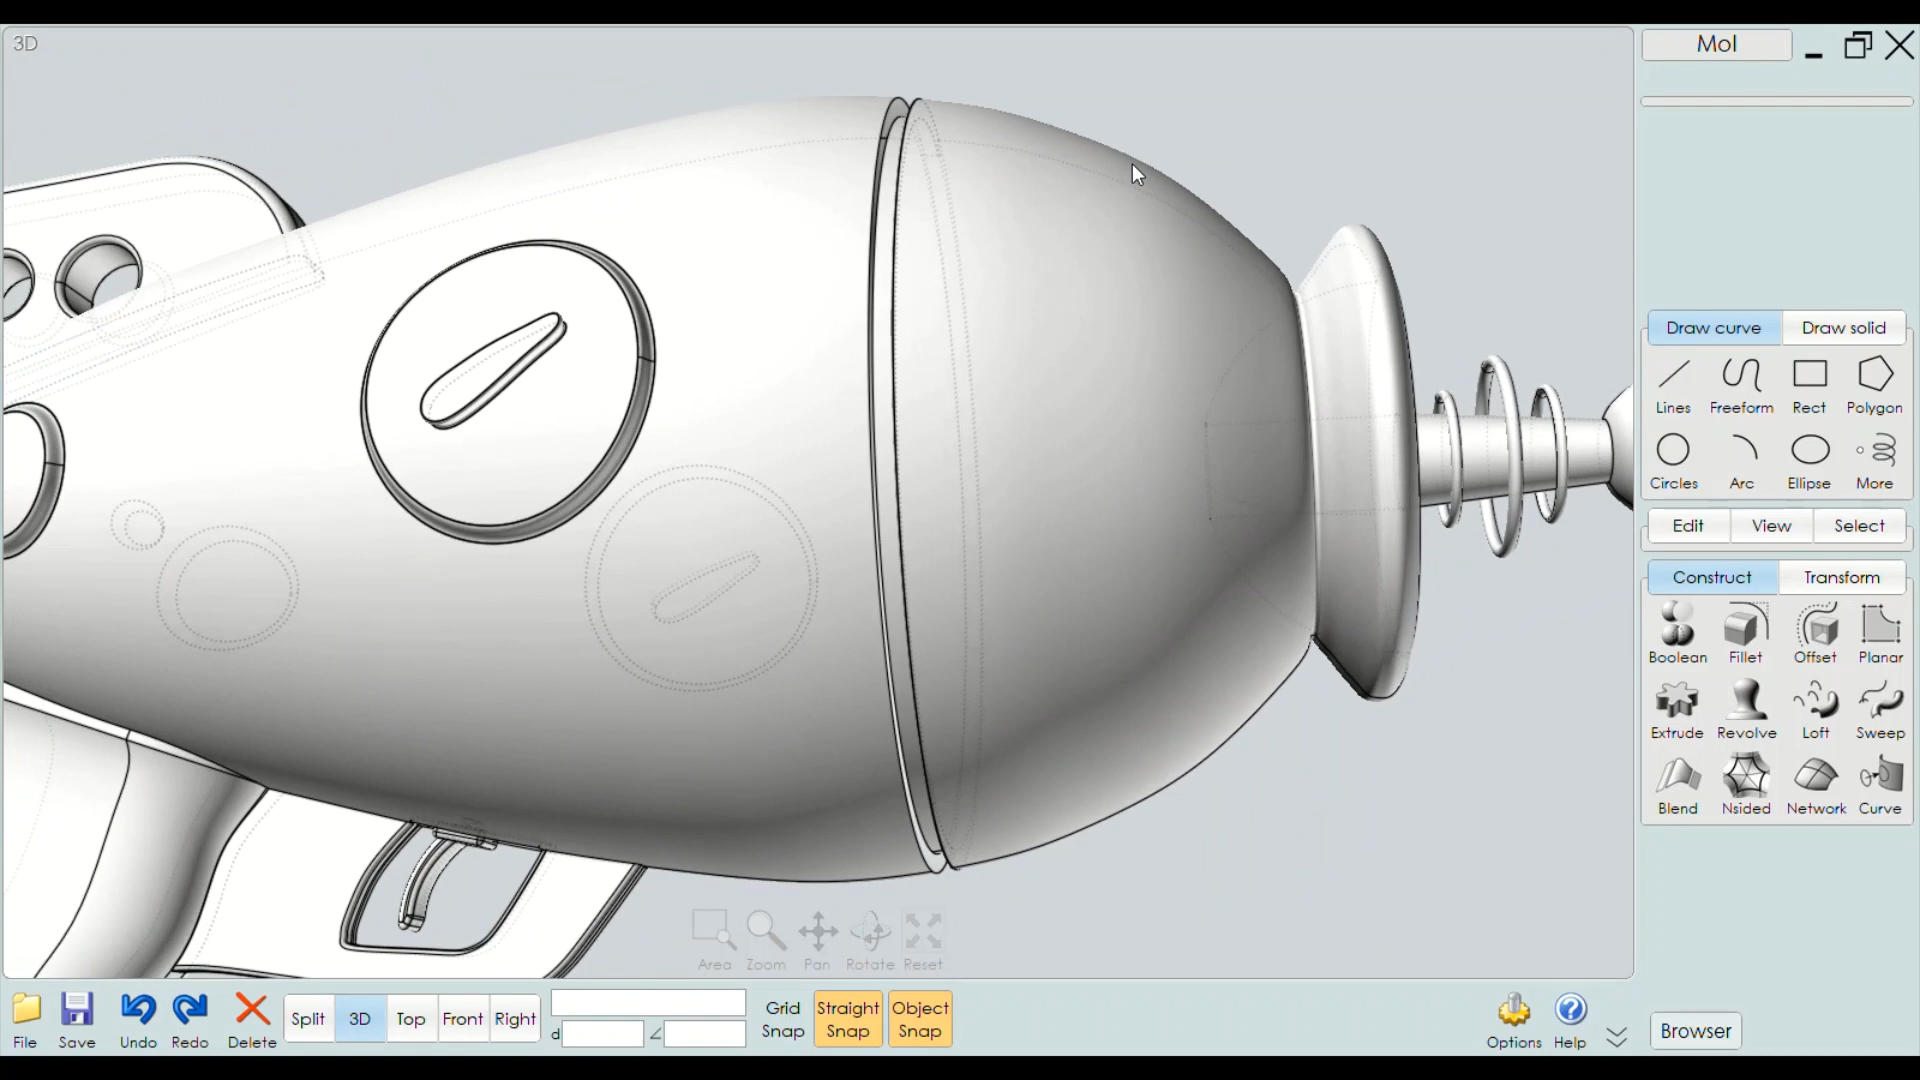 3D
MoI
Draw curve Draw solid
Lines Freeform Rect Polygon
Circles Arc Ellipse More
Edit View Select
Construct Transform
Boolean Fillet Offset Planar
Extrude Revolve Loft Sweep
Blend Nsided Network Curve
Area Zoom Pan Rotate Reset
File Save Undo Redo Delete
Split 3D Top Front Right
d
Grid Snap
Straight Snap
Object Snap
Options Help
Browser